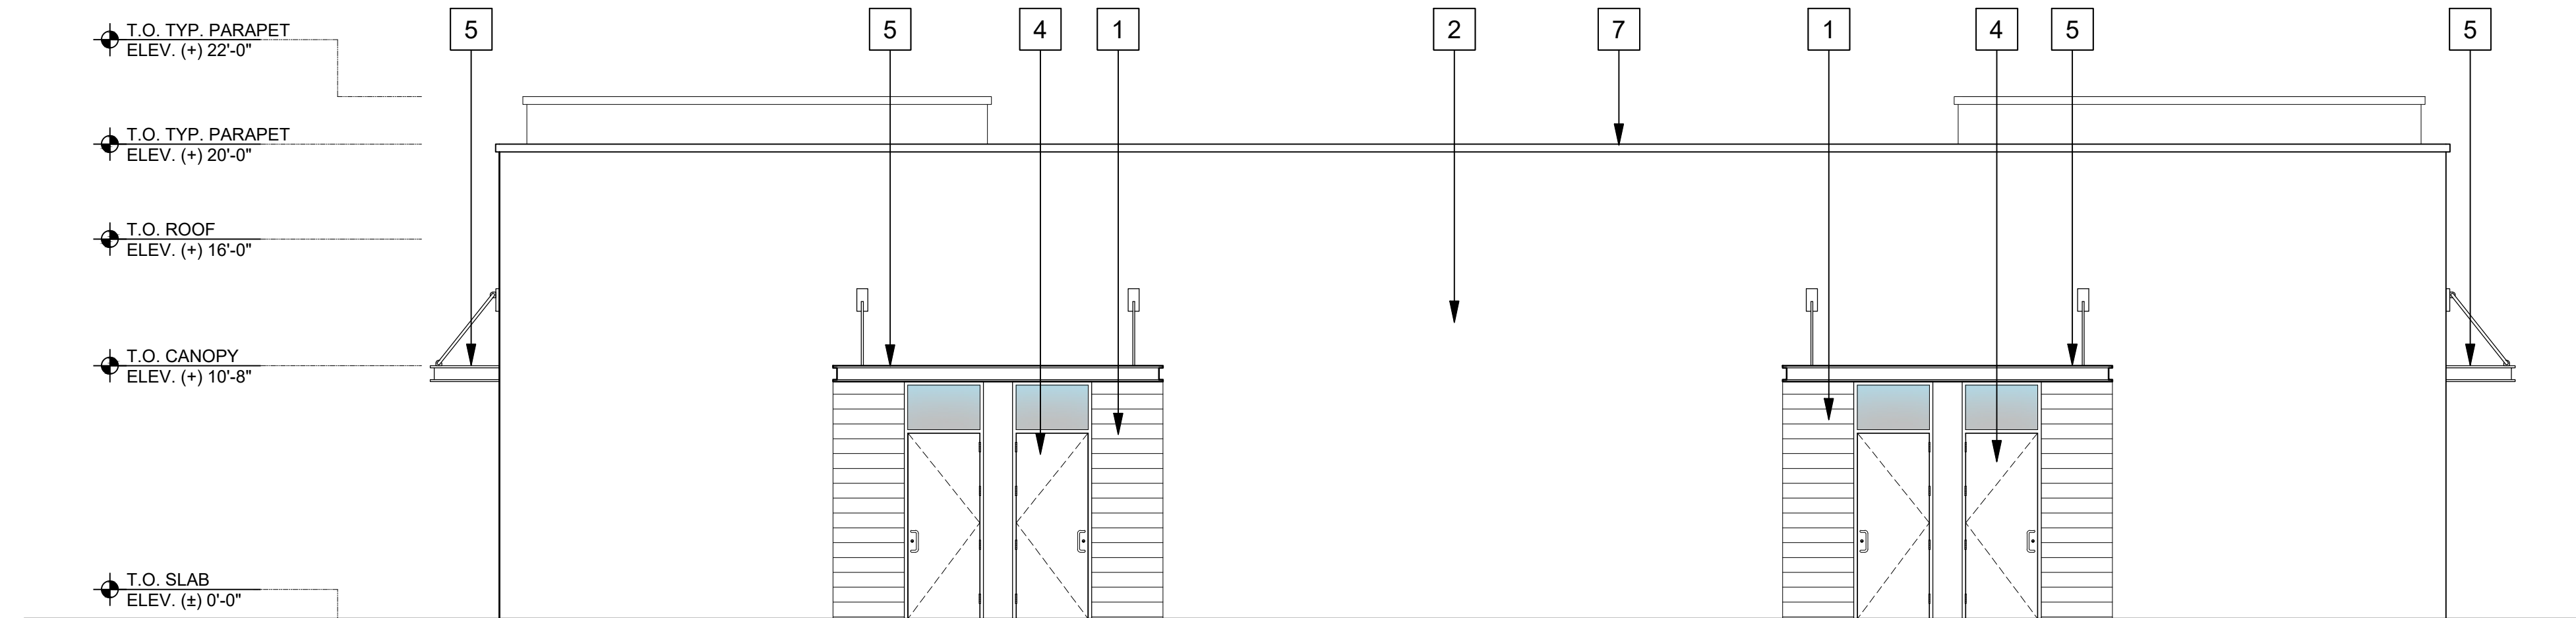 5 5 4 1 2 7 1 4 5 5
T.O. TYP. PARAPET
ELEV. (+) 22'-0"
T.O. TYP. PARAPET
ELEV. (+) 20'-0"
T.O. ROOF
ELEV. (+) 16'-0"
T.O. CANOPY
ELEV. (+) 10'-8"
T.O. SLAB
ELEV. (±) 0'-0"